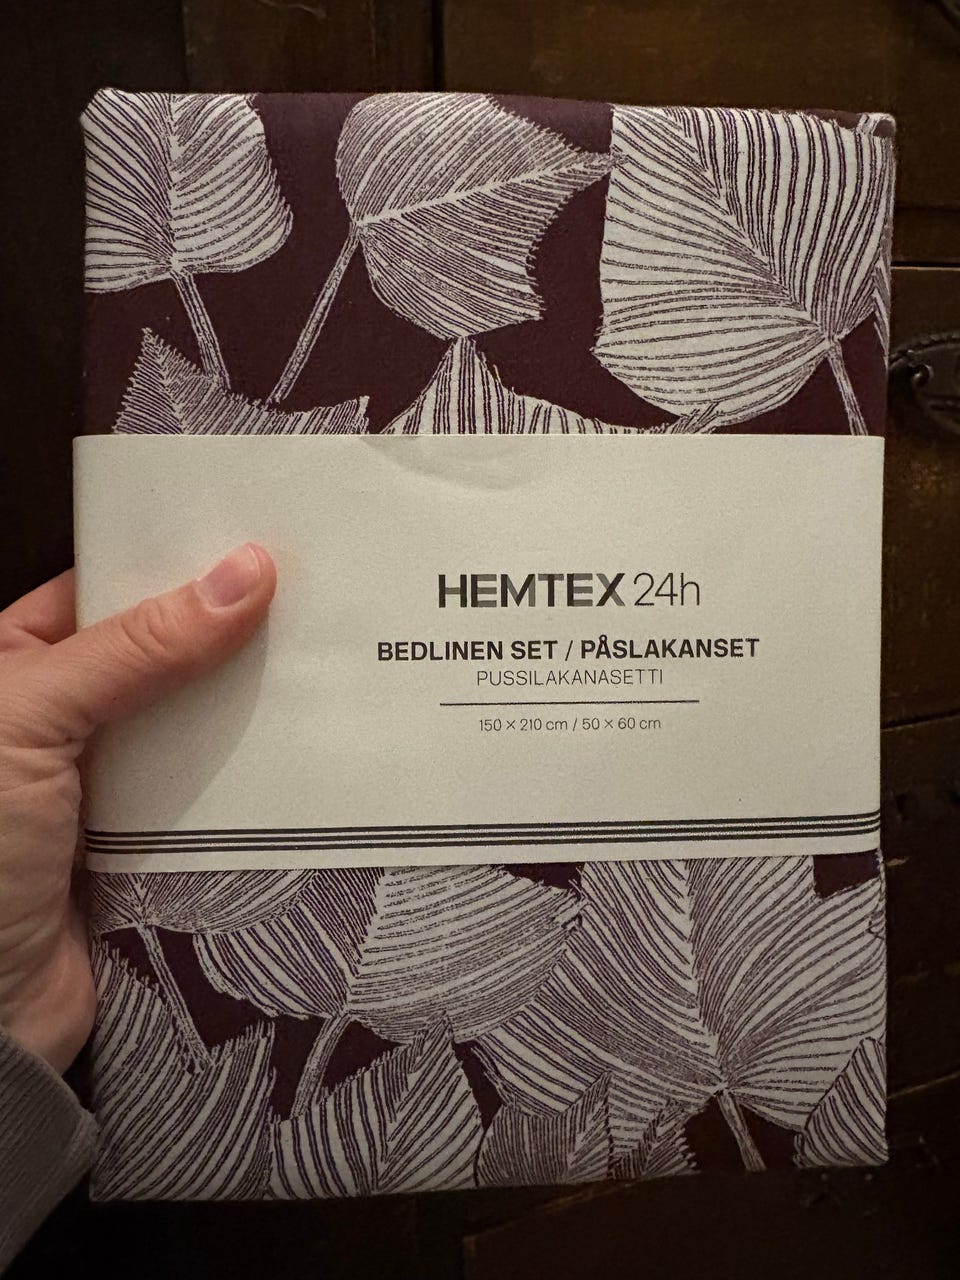 HEMTEX 24h
BEDLINEN SET / PÅSLAKANSET
PUSSILAKANASETTI
150 × 210 cm / 50 × 60 cm